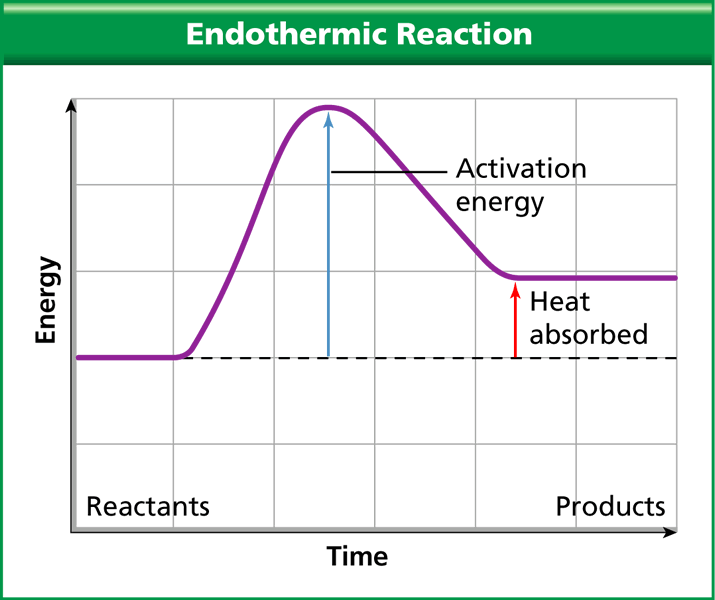 Endothermic Reaction
Activation
energy
Heat
absorbed
Energy
Reactants
Products
Time